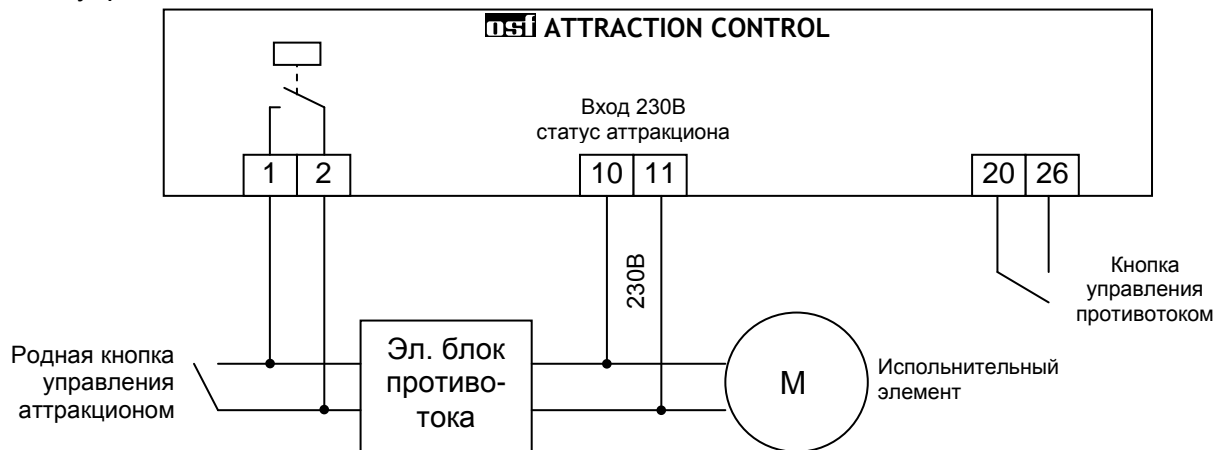 osf ATTRACTION CONTROL
Вход 230В
статус аттракциона
1 2
10 11
20 26
230В
Кнопка
управления
противотоком
Родная кнопка
управления
аттракционом
Эл. блок
противо-
тока
М
Испольнительный
элемент